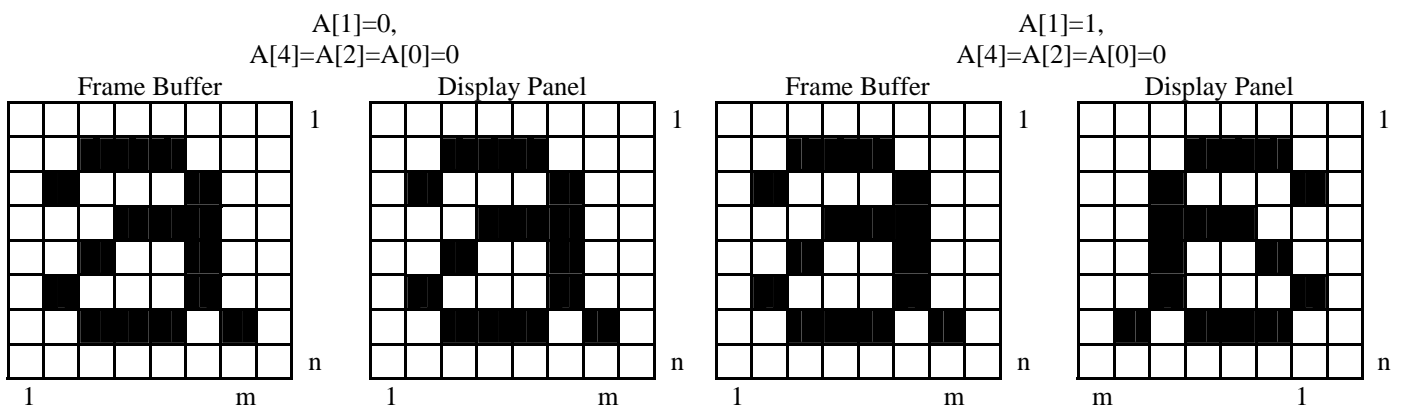 A[1]=0,
A[4]=A[2]=A[0]=0
Frame Buffer Display Panel
1 1
n n
1 m 1 m
A[1]=1,
A[4]=A[2]=A[0]=0
Frame Buffer Display Panel
1 1
n n
1 m m 1